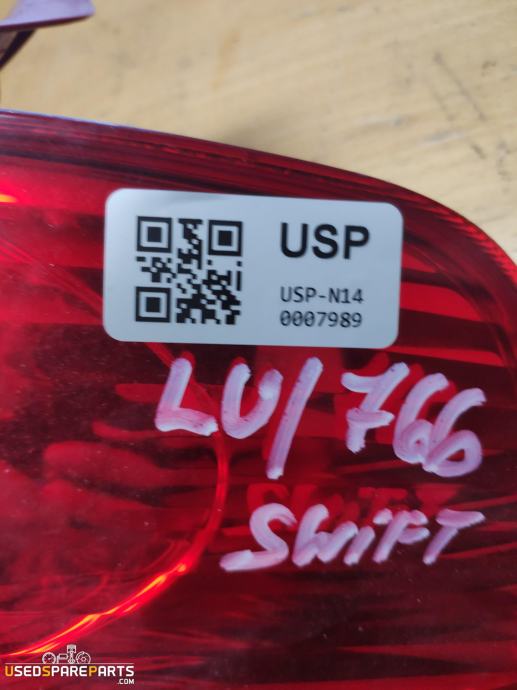 USP
USP-N14
0007989
LU/766
SWiFT
USEDSPAREPARTS
.COM